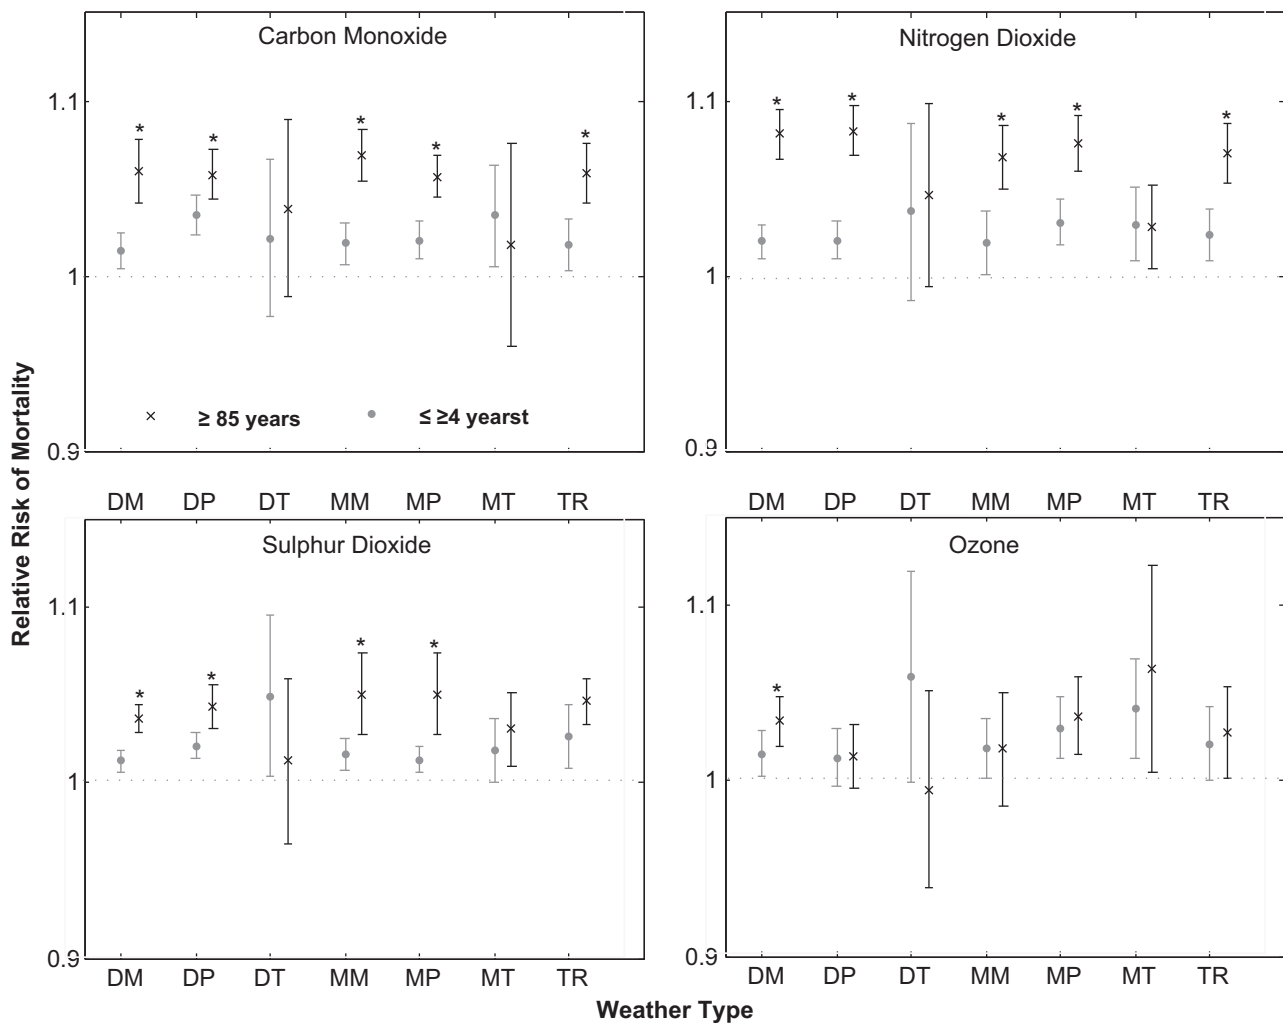 Carbon Monoxide
Nitrogen Dioxide
1.1
1
0.9
* * * * *
* * * * *
1.1
1
0.9
× ≥ 85 years ● ≤ ≥4 yearst
Relative Risk of Mortality
DM DP DT MM MP MT TR
DM DP DT MM MP MT TR
Sulphur Dioxide
Ozone
1.1
1
0.9
* * * *
*
1.1
1
0.9
DM DP DT MM MP MT TR
DM DP DT MM MP MT TR
Weather Type